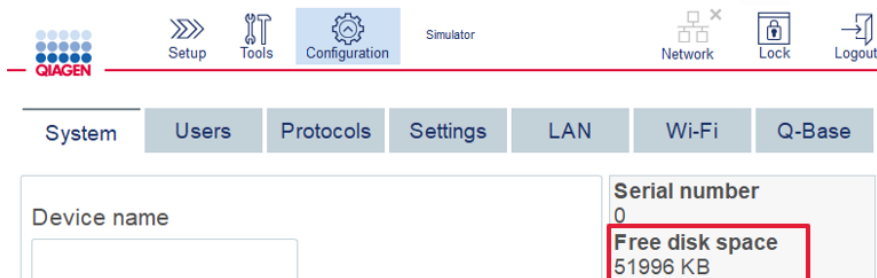 QIAGEN
Setup
Tools
Configuration
Simulator
Network
Lock
Logout
System
Users
Protocols
Settings
LAN
Wi-Fi
Q-Base
Device name
Serial number
0
Free disk space
51996 KB